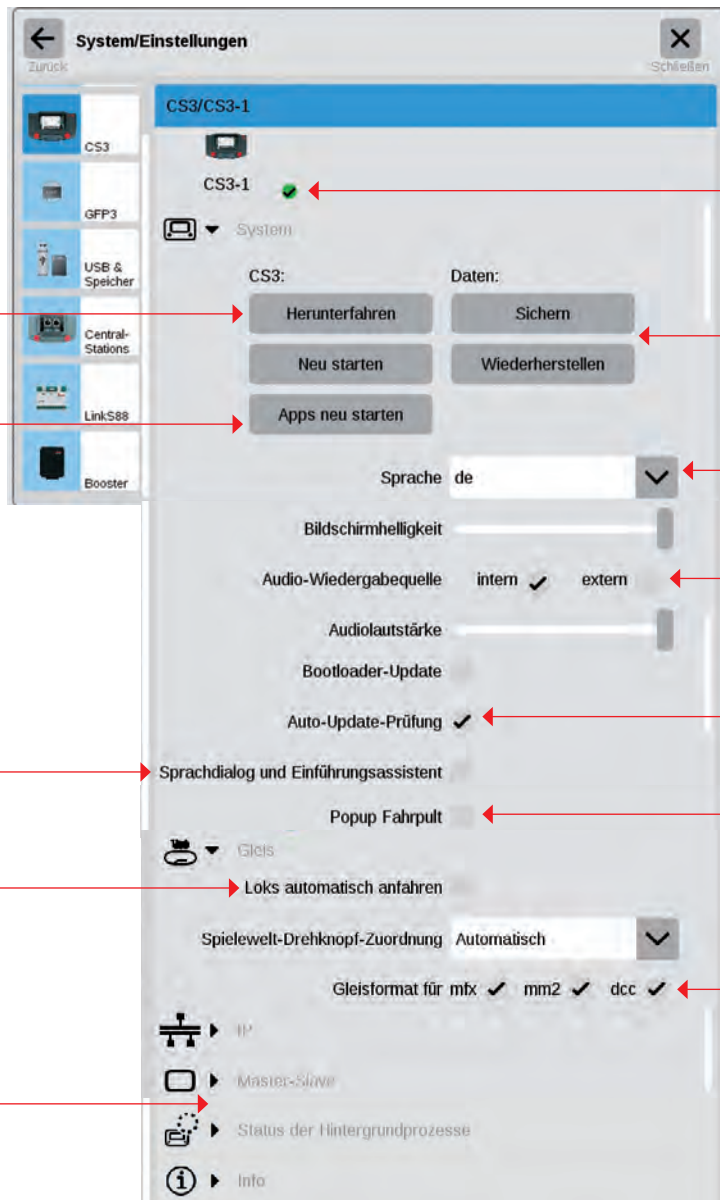 System/Einstellungen
Zurück
Schließen
CS3
GFP3
USB &
Speicher
Central-
Stations
LinkS88
Booster
CS3/CS3-1
CS3-1
System
CS3:
Daten:
Herunterfahren
Sichern
Neu starten
Wiederherstellen
Apps neu starten
Sprache de
Bildschirmhelligkeit
Audio-Wiedergabequelle intern extern
Audiolautstärke
Bootloader-Update
Auto-Update-Prüfung
Sprachdialog und Einführungsassistent
Popup Fahrpult
Gleis
Loks automatisch anfahren
Spielewelt-Drehknopf-Zuordnung Automatisch
Gleisformat für mfx mm2 dcc
IP
Master-Slave
Status der Hintergrundprozesse
Info